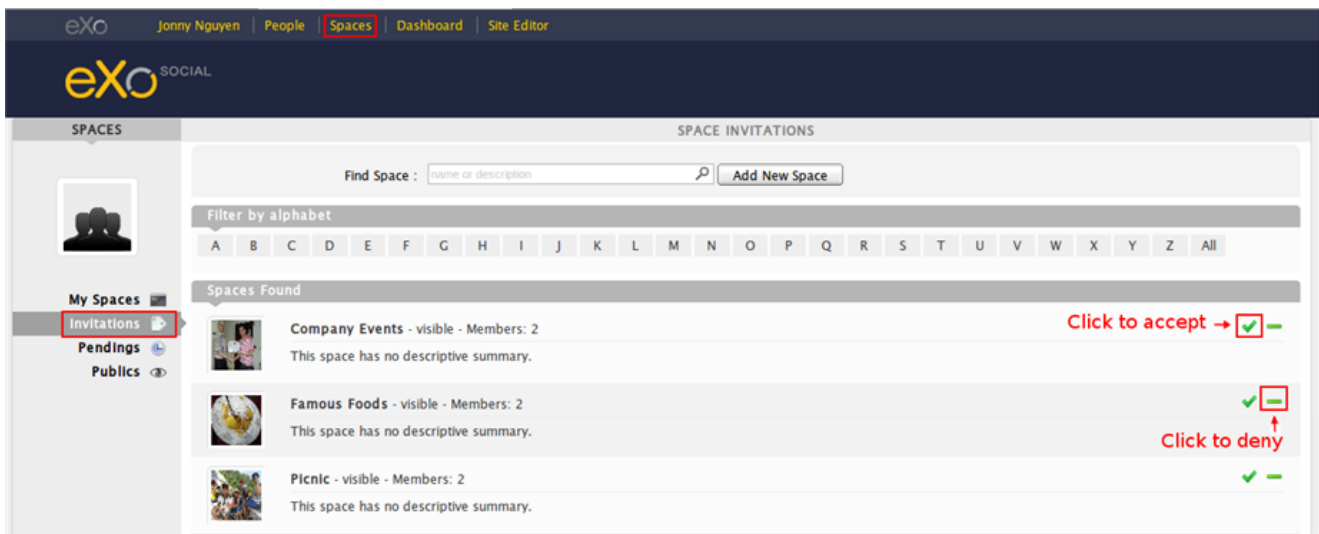 eXo Jonny Nguyen People Spaces Dashboard Site Editor
eXo SOCIAL
SPACES
SPACE INVITATIONS
Find Space : name or description Add New Space
Filter by alphabet
A B C D E F G H I J K L M N O P Q R S T U V W X Y Z All
Spaces Found
My Spaces
Invitations
Pendings
Publics
Company Events - visible - Members: 2
Click to accept
This space has no descriptive summary.
Famous Foods - visible - Members: 2
This space has no descriptive summary.
Click to deny
Picnic - visible - Members: 2
This space has no descriptive summary.